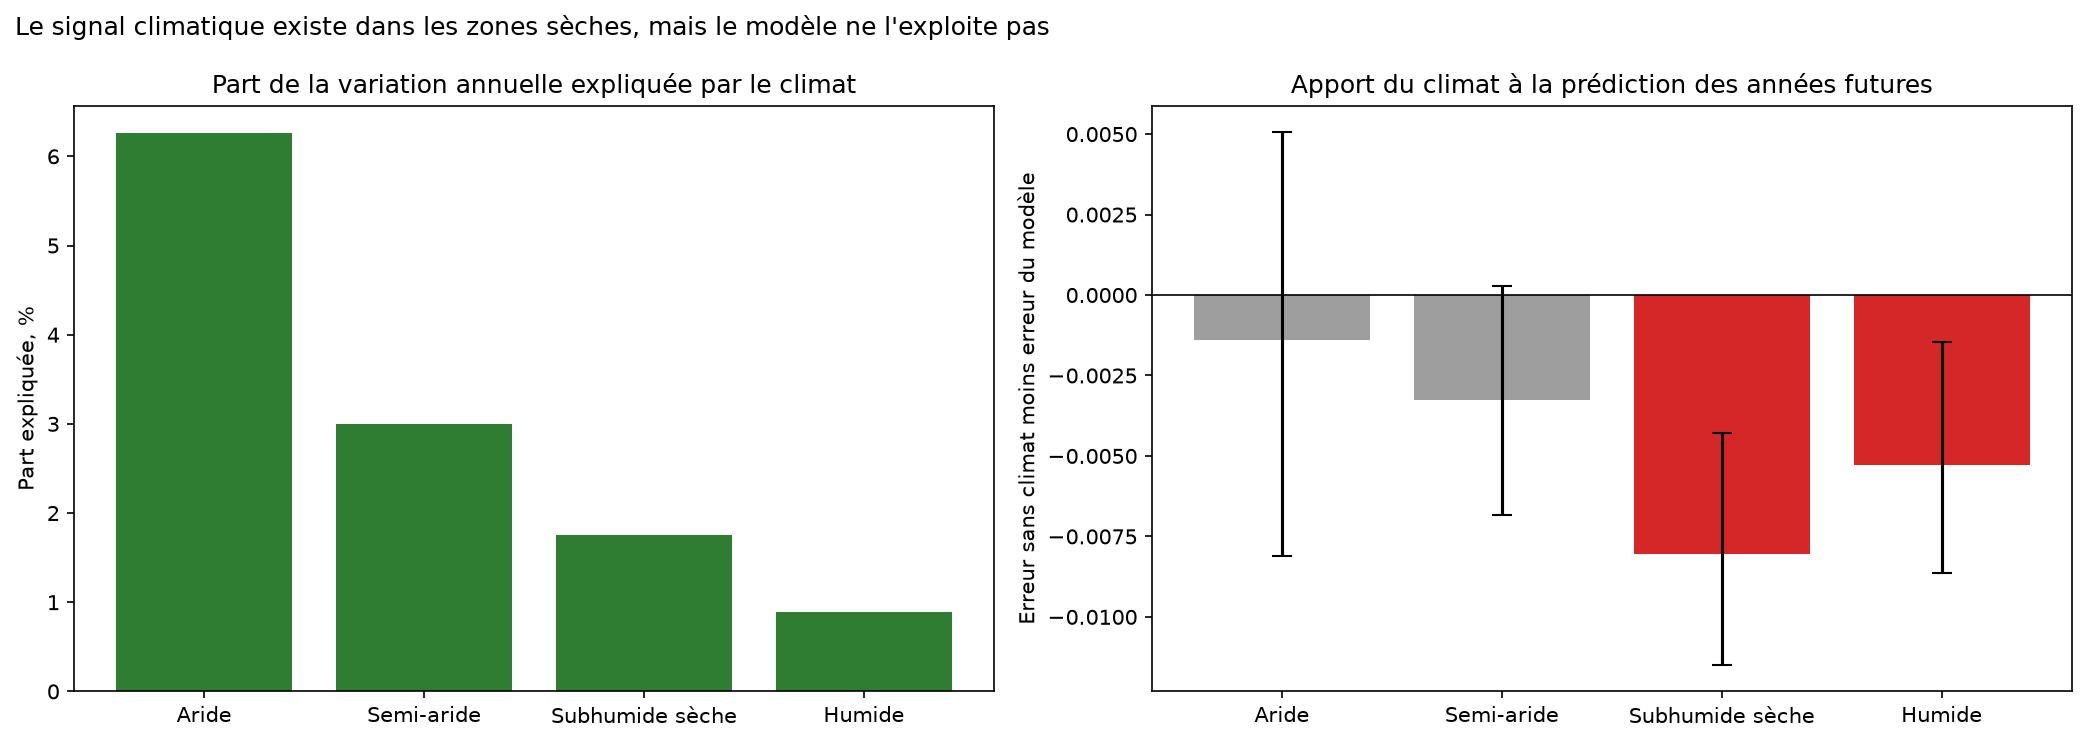 Le signal climatique existe dans les zones sèches, mais le modèle ne l'exploite pas
Part de la variation annuelle expliquée par le climat
Part expliquée, %
6
5
4
3
2
1
0
Aride
Semi-aride
Subhumide sèche
Humide
Apport du climat à la prédiction des années futures
Erreur sans climat moins erreur du modèle
0.0050
0.0025
0.0000
−0.0025
−0.0050
−0.0075
−0.0100
Aride
Semi-aride
Subhumide sèche
Humide